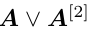 𝑨 ∨ 𝑨^[2]